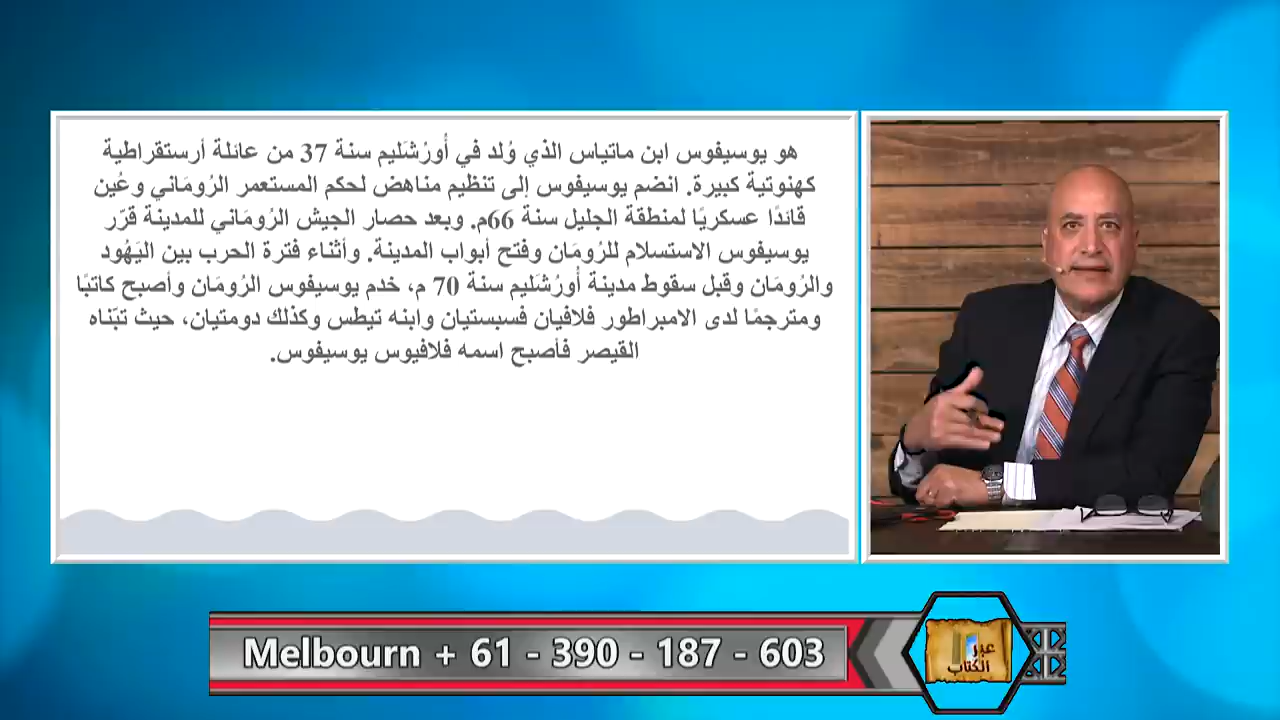 هو يوسيفوس ابن ماتياس الذي وُلد في أُورُشَليم سنة 37 من عائلة أرستقراطية
كهنوتية كبيرة. انضم يوسيفوس إلى تنظيم مناهض لحكم المستعمر الرُومَاني وعُين
قائدًا عسكريًا لمنطقة الجليل سنة 66م. وبعد حصار الجيش الرُومَاني للمدينة قرّر
يوسيفوس الاستسلام للرُومَان وفتح أبواب المدينة. وأثناء فترة الحرب بين اليَهُود
والرُومَان وقبل سقوط مدينة أُورُشَليم سنة 70 م، خدم يوسيفوس الرُومَان وأصبح كاتبًا
ومترجمًا لدى الامبراطور فلافيان فسبستيان وابنه تيطس وكذلك دومتيان، حيث تبّناه
القيصر فأصبح اسمه فلافيوس يوسيفوس.
Melbourn + 61 - 390 - 187 - 603
عبر
الكتاب